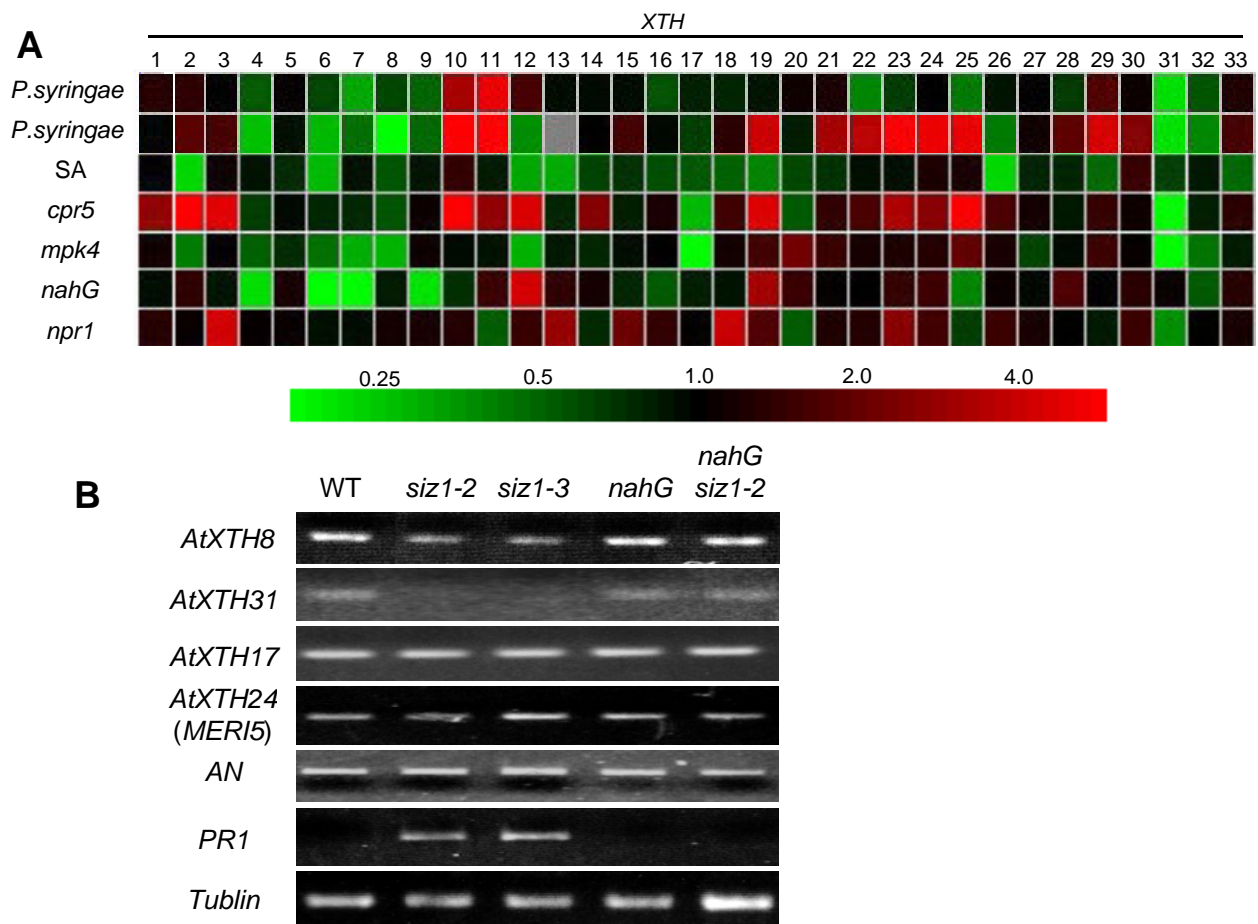 XTH
A
1 2 3 4 5 6 7 8 9 10 11 12 13 14 15 16 17 18 19 20 21 22 23 24 25 26 27 28 29 30 31 32 33
P.syringae
P.syringae
SA
cpr5
mpk4
nahG
npr1
0.25 0.5 1.0 2.0 4.0
B
WT siz1-2 siz1-3 nahG nahG
siz1-2
AtXTH8
AtXTH31
AtXTH17
AtXTH24
(MERI5)
AN
PR1
Tublin